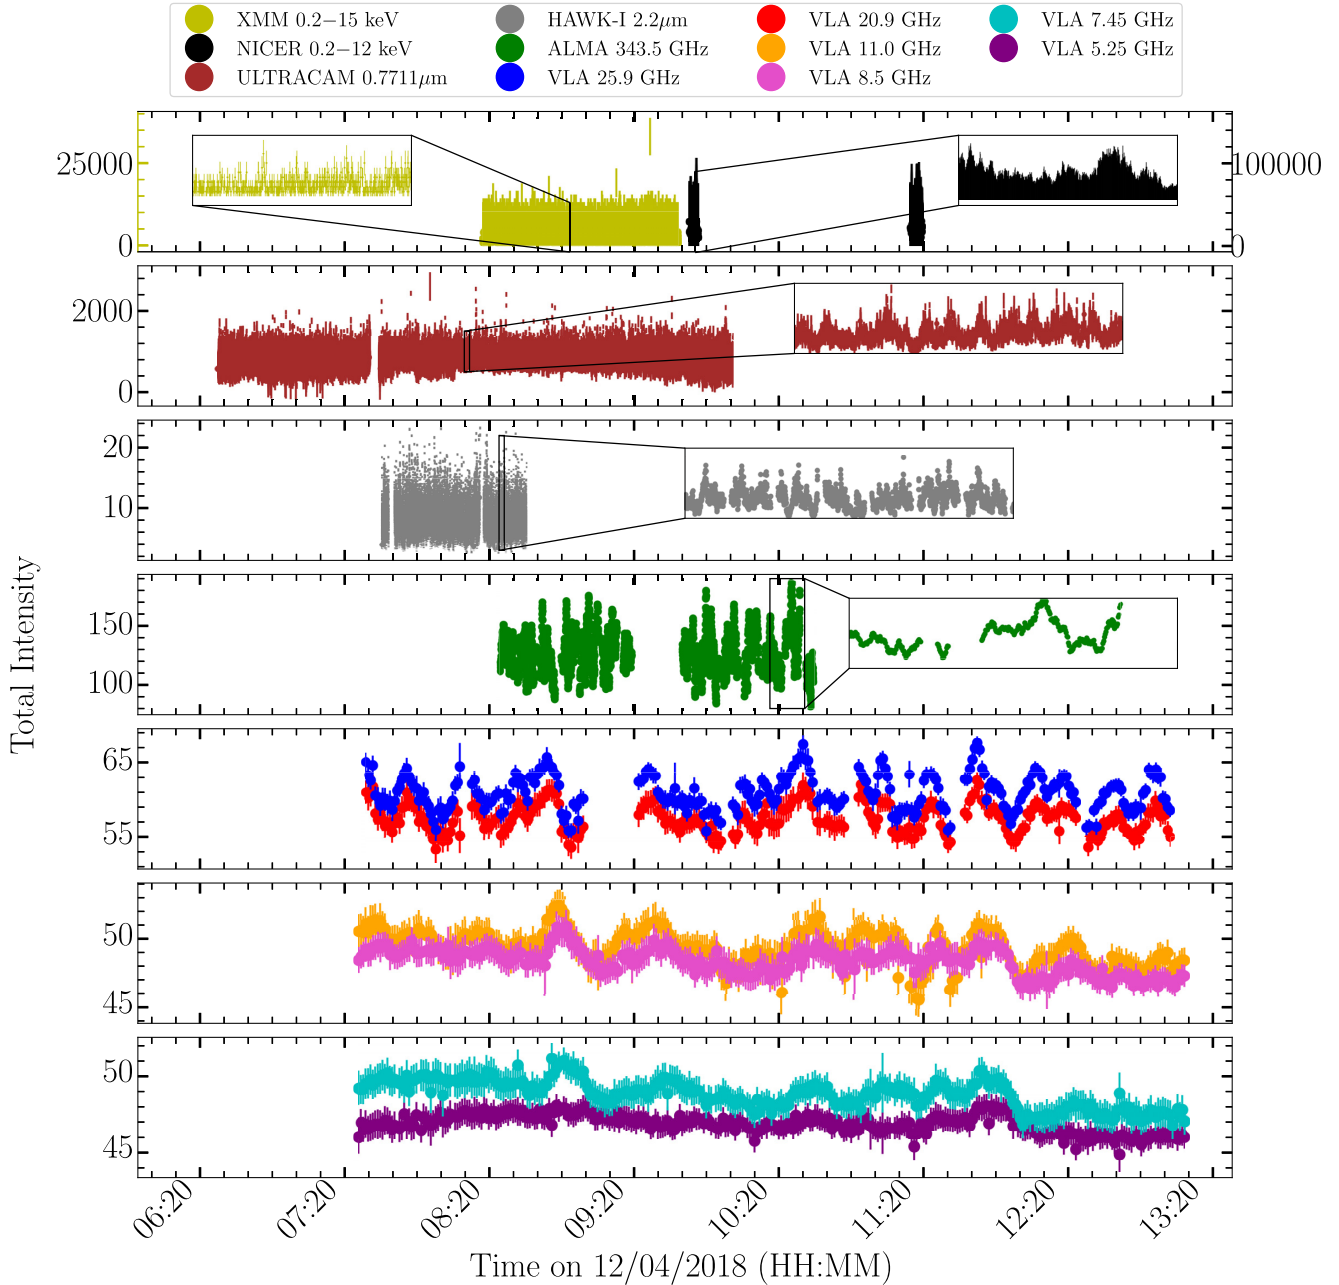 XMM 0.2−15 keV HAWK-I 2.2μm VLA 20.9 GHz VLA 7.45 GHz
NICER 0.2−12 keV ALMA 343.5 GHz VLA 11.0 GHz VLA 5.25 GHz
ULTRACAM 0.7711μm VLA 25.9 GHz VLA 8.5 GHz
25000 100000
0 0
2000
0
20
10
Total Intensity
150
100
65
55
50
45
50
45
06:20 07:20 08:20 09:20 10:20 11:20 12:20 13:20
Time on 12/04/2018 (HH:MM)